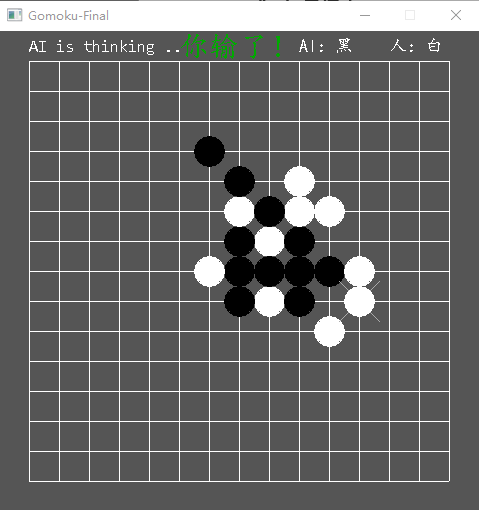 Gomoku-Final
AI is thinking ..你输了! AI: 黑 人: 白